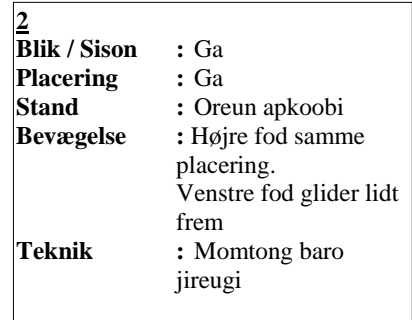 2
Blik / Sison : Ga
Placering : Ga
Stand : Oreun apkoobi
Bevægelse : Højre fod samme
placering.
Venstre fod glider lidt
frem
Teknik : Momtong baro
jireugi